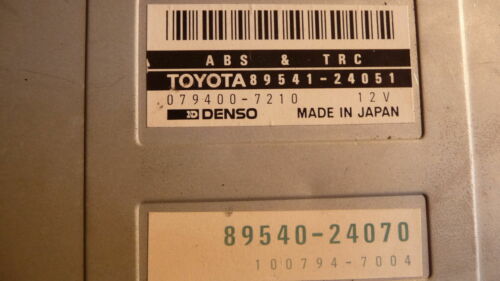 ABS & TRC
TOYOTA 89541-24051
079400-7210 12V
DENSO MADE IN JAPAN
89540-24070
100794-7004